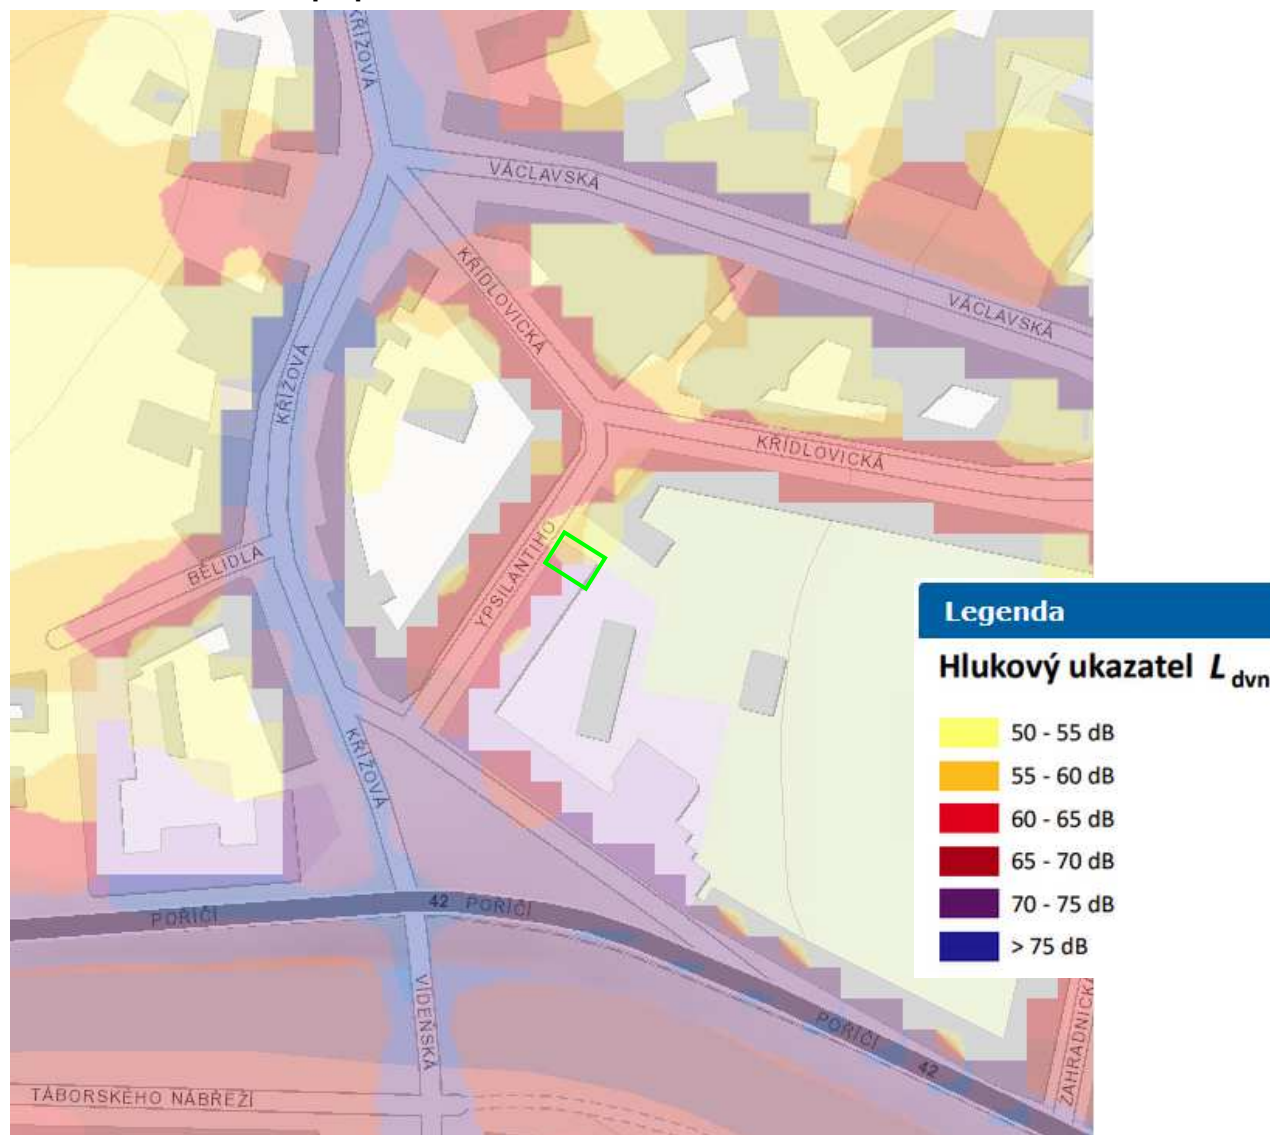 KŘÍŽOVÁ
VÁCLAVSKÁ
KŘÍDLOVICKÁ
VÁCLAVSKÁ
KŘÍŽOVÁ
KŘÍDLOVICKÁ
YPSILANTIHO
BĚLIDLA
Legenda
Hlukový ukazatel L dvn
50 - 55 dB
55 - 60 dB
60 - 65 dB
65 - 70 dB
70 - 75 dB
> 75 dB
KŘÍŽOVÁ
POŘÍČÍ
42 POŘÍČÍ
VÍDEŇSKÁ
POŘÍČÍ
42
ZAHRADNICKÁ
TÁBORSKÉHO NÁBŘEŽÍ